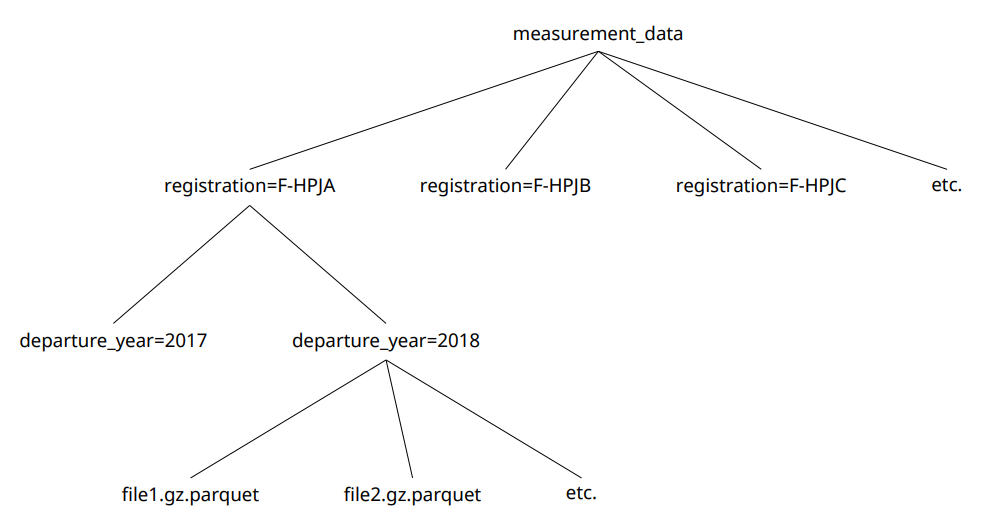 measurement_data
registration=F-HPJA registration=F-HPJB registration=F-HPJC etc.
departure_year=2017 departure_year=2018
file1.gz.parquet file2.gz.parquet etc.